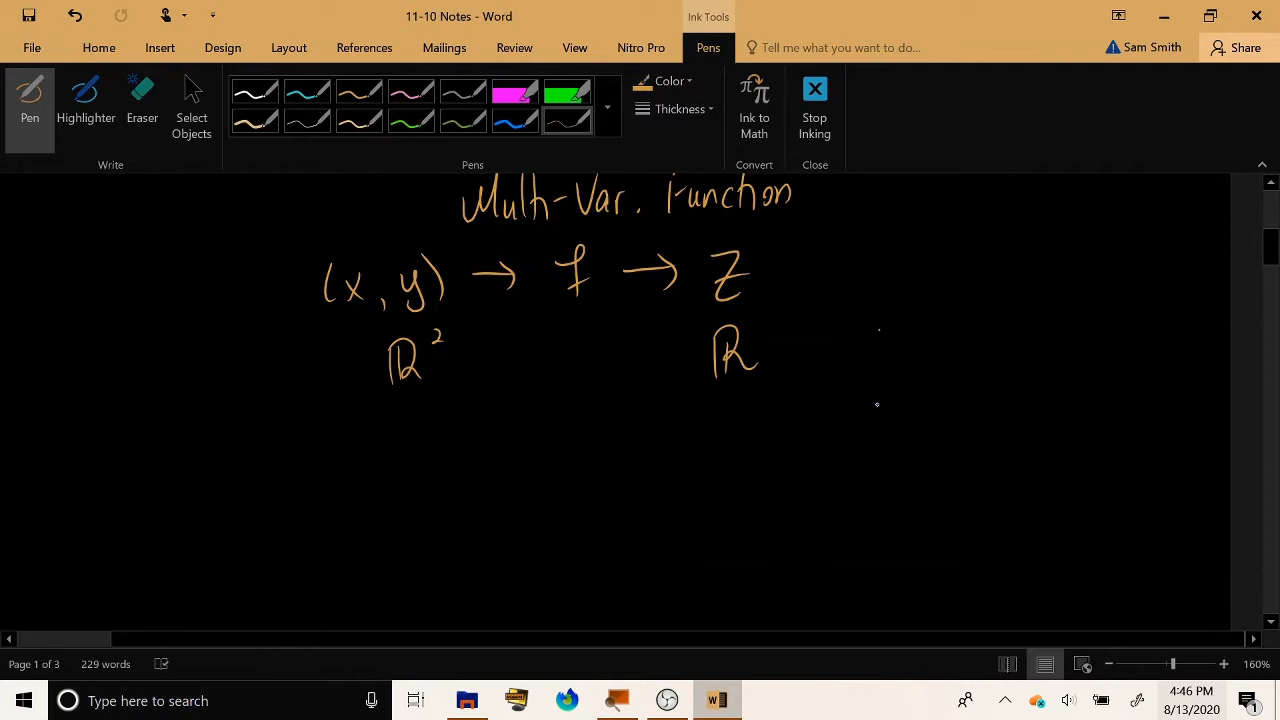 11-10 Notes - Word
Ink Tools
File Home Insert Design Layout References Mailings Review View Nitro Pro Pens Tell me what you want to do... Sam Smith Share
Pen Highlighter Eraser Select Objects
Color
Thickness
Ink to Math
Stop Inking
Write Pens Convert Close
Multi-Var. Function
(x, y) → f → Z
ℝ² ℝ
Page 1 of 3 229 words 160%
Type here to search
4:46 PM
8/13/2020
1